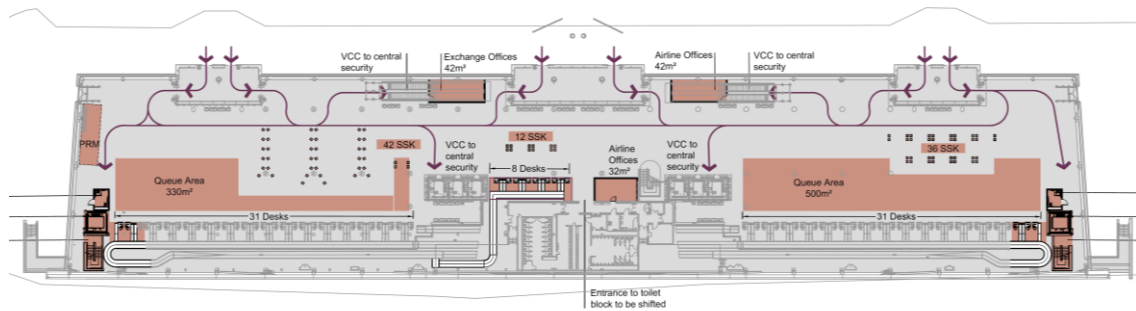 VCC to central
security
Exchange Offices
42m²
Airline Offices
42m²
VCC to central
security
PRM
42 SSK
VCC to
central
security
12 SSK
8 Desks
Airline
Offices
32m²
VCC to
central
security
36 SSK
Queue Area
330m²
Queue Area
500m²
31 Desks
31 Desks
Entrance to toilet
block to be shifted